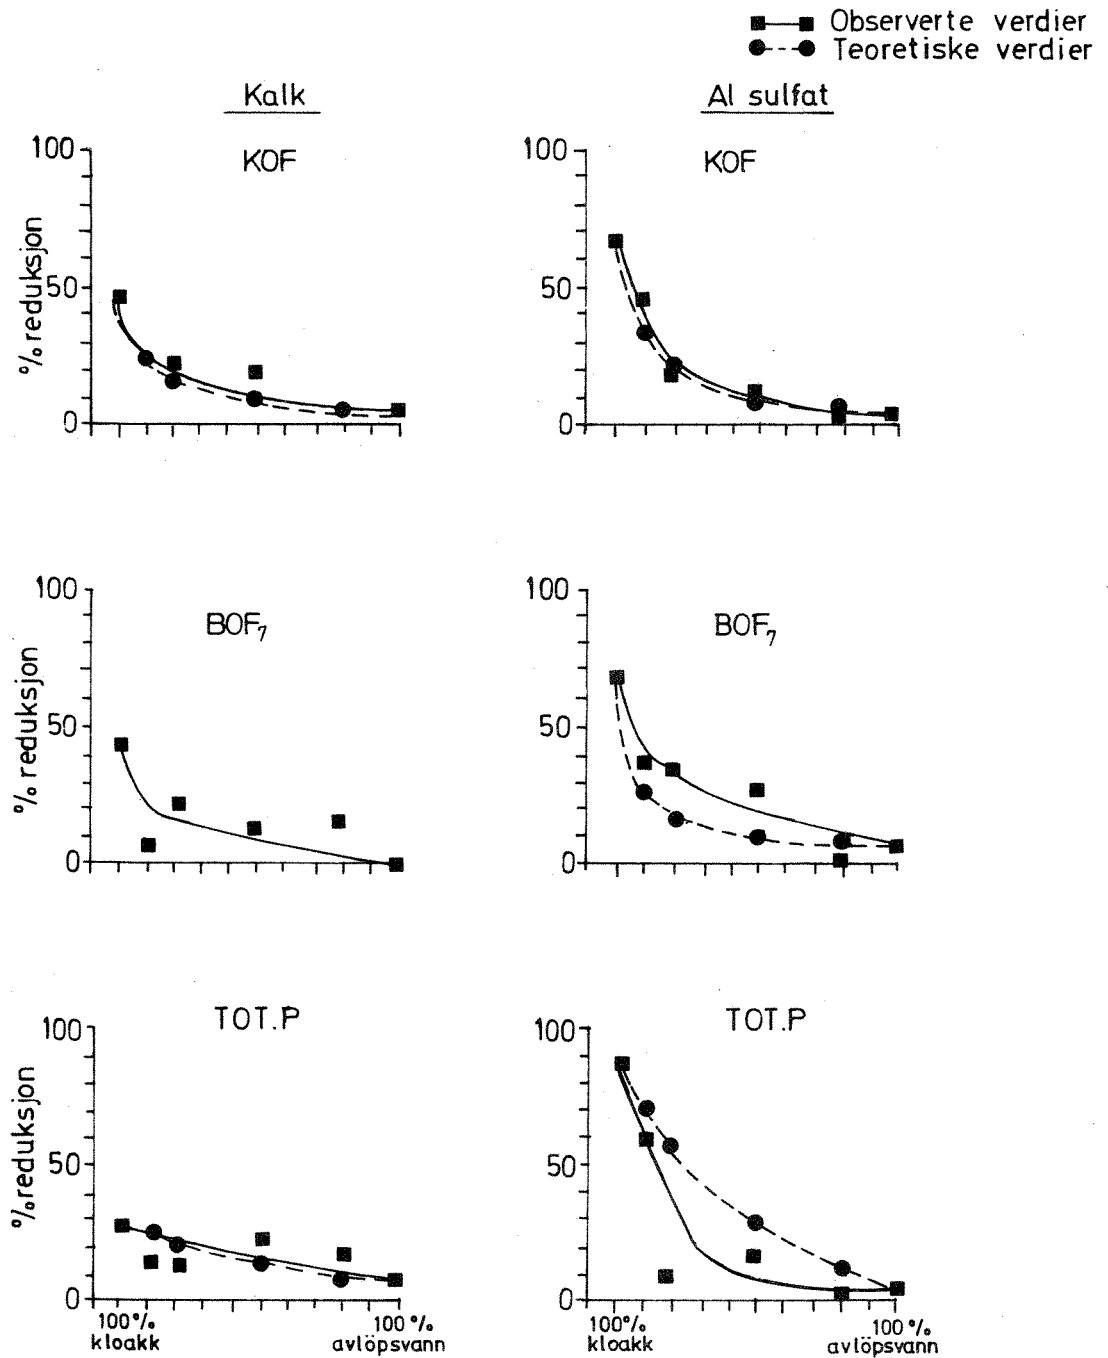 Observerte verdier
Teoretiske verdier
Kalk
Al sulfat
KOF
KOF
100
50
0
% reduksjon
100
50
0
BOF₇
BOF₇
100
50
0
% reduksjon
100
50
0
TOT.P
TOT.P
100
50
0
% reduksjon
100
50
0
100 %
kloakk
100 %
avlöpsvann
100%
kloakk
100 %
avlöpsvann